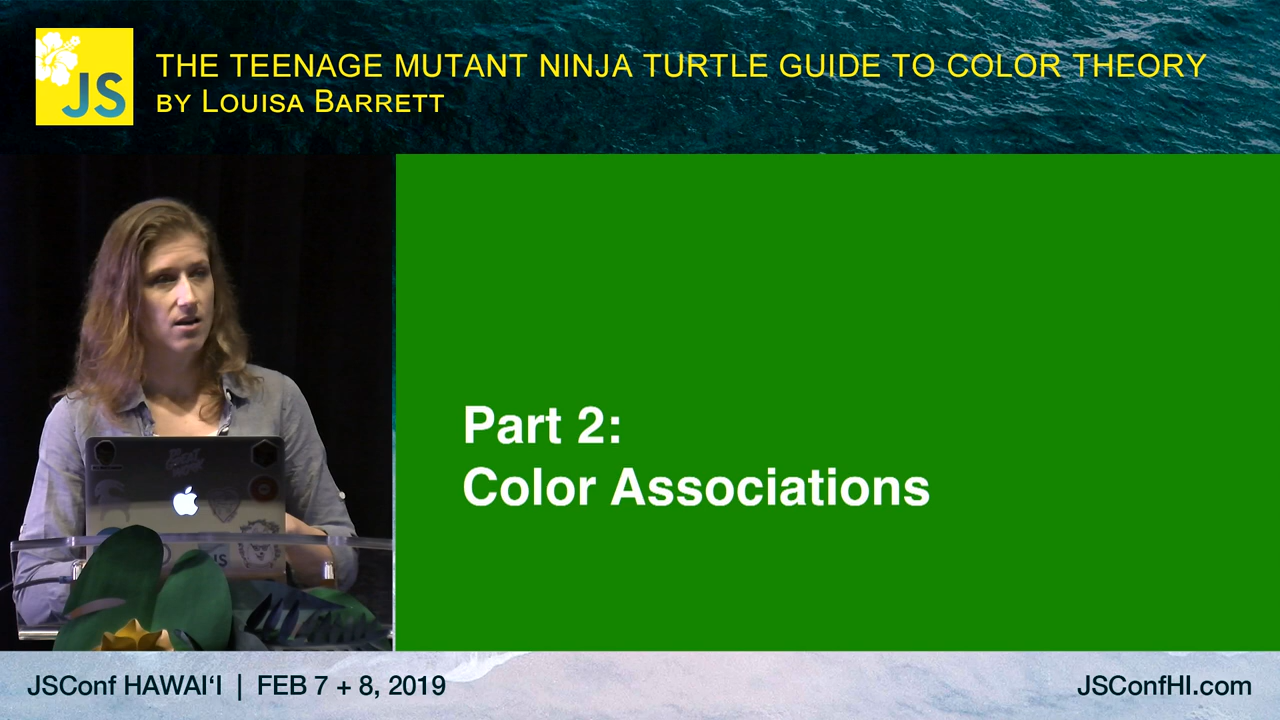 JS
THE TEENAGE MUTANT NINJA TURTLE GUIDE TO COLOR THEORY
BY LOUISA BARRETT
Part 2:
Color Associations
JS
JSConf HAWAI‘I | FEB 7 + 8, 2019
JSConfHI.com